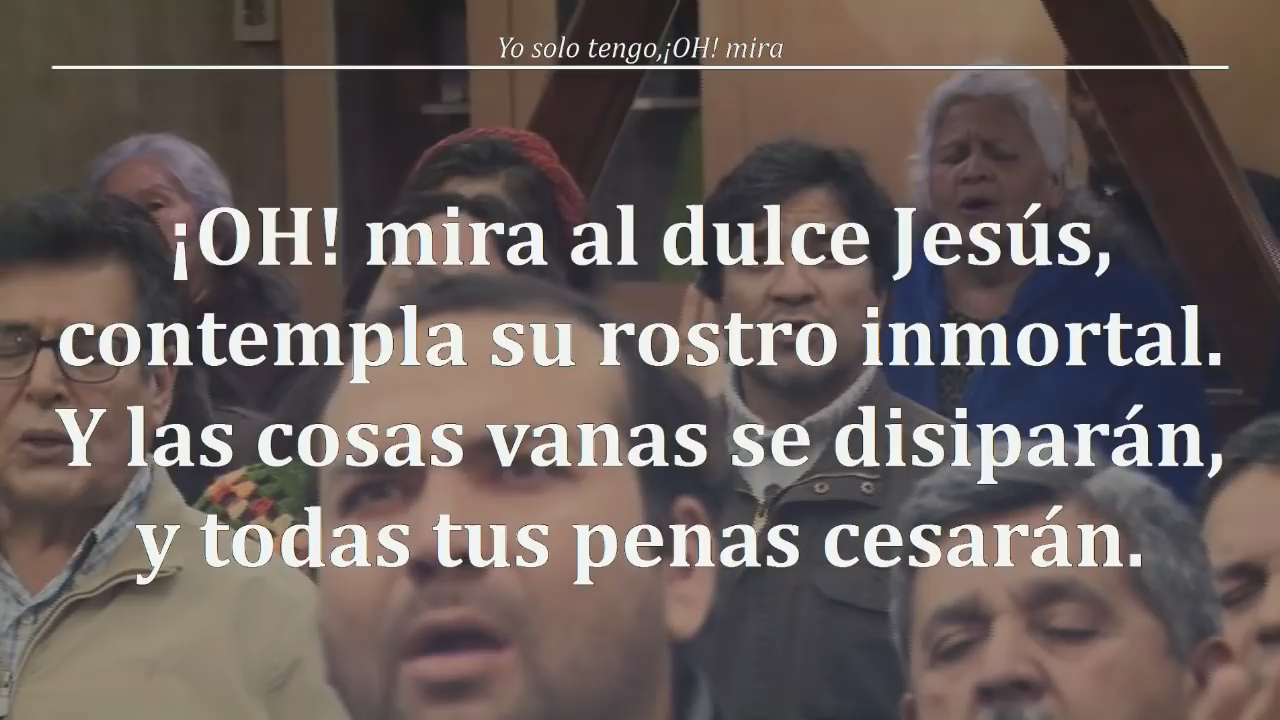 Yo solo tengo,¡OH! mira
¡OH! mira al dulce Jesús,
contempla su rostro inmortal.
Y las cosas vanas se disiparán,
y todas tus penas cesarán.